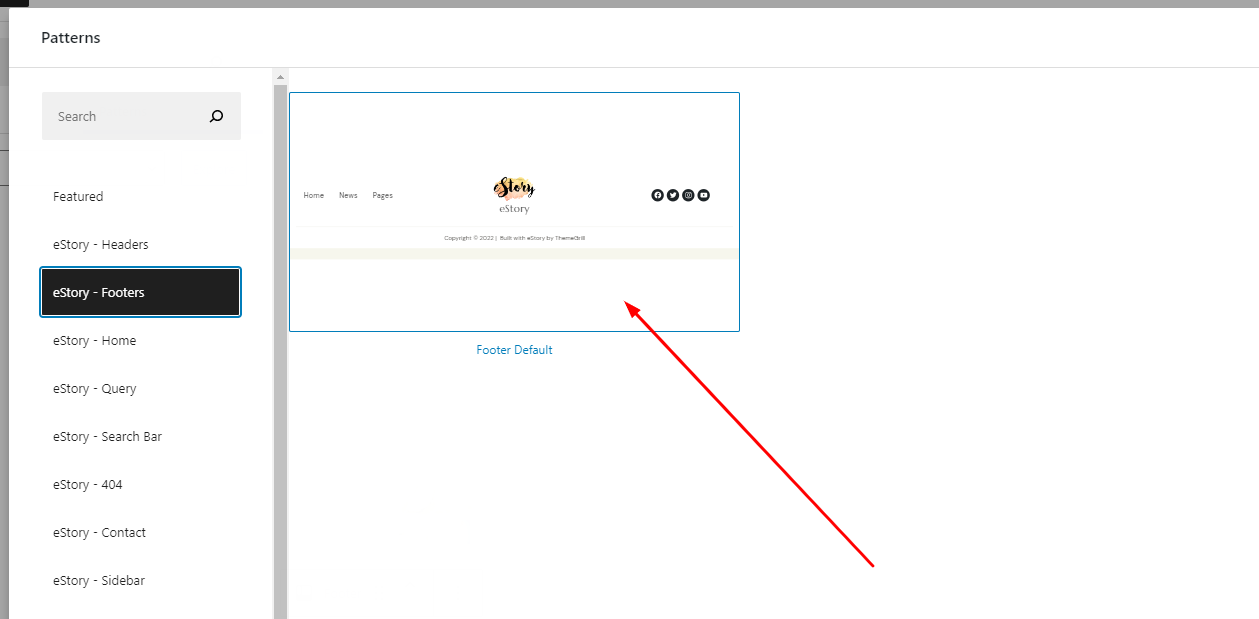 Patterns
Search
Featured
eStory - Headers
eStory - Footers
eStory - Home
eStory - Query
eStory - Search Bar
eStory - 404
eStory - Contact
eStory - Sidebar
Home News Pages
eStory
eStory
Copyright © 2022 | Built with eStory by ThemeGrill
Footer Default